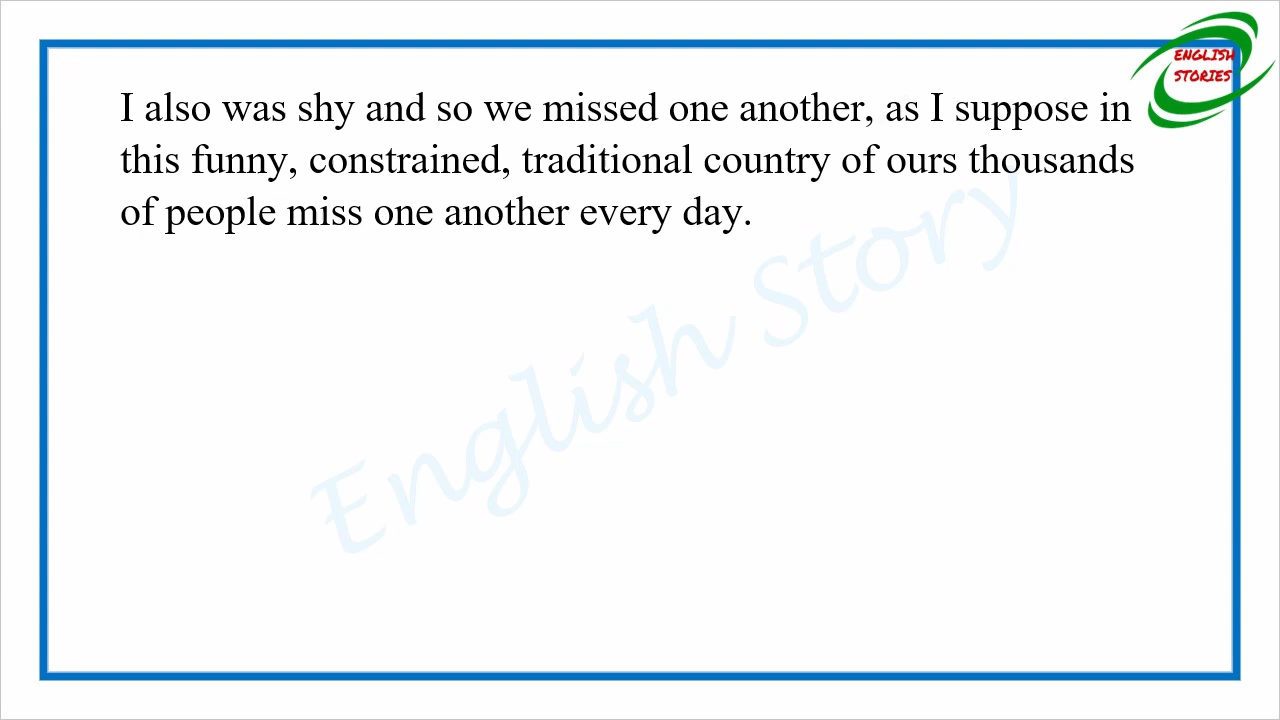 ENGLISH
STORIES
I also was shy and so we missed one another, as I suppose in
this funny, constrained, traditional country of ours thousands
of people miss one another every day.
English Story